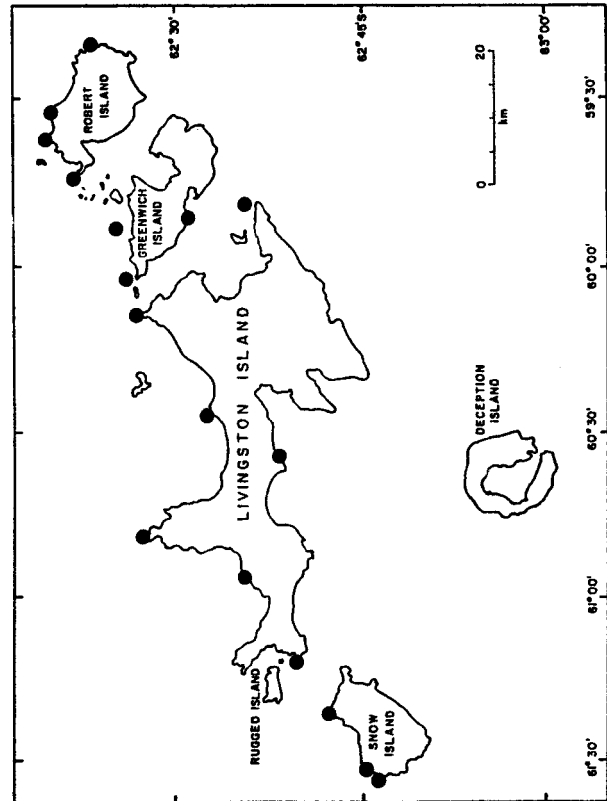 62° 30'
62° 45'S
63° 00'
ROBERT
ISLAND
GREENWICH
ISLAND
LIVINGSTON ISLAND
DECEPTION
ISLAND
RUGGED ISLAND
SNOW
ISLAND
0
20
km
59° 30'
60° 00'
60° 30'
61° 00'
61° 30'